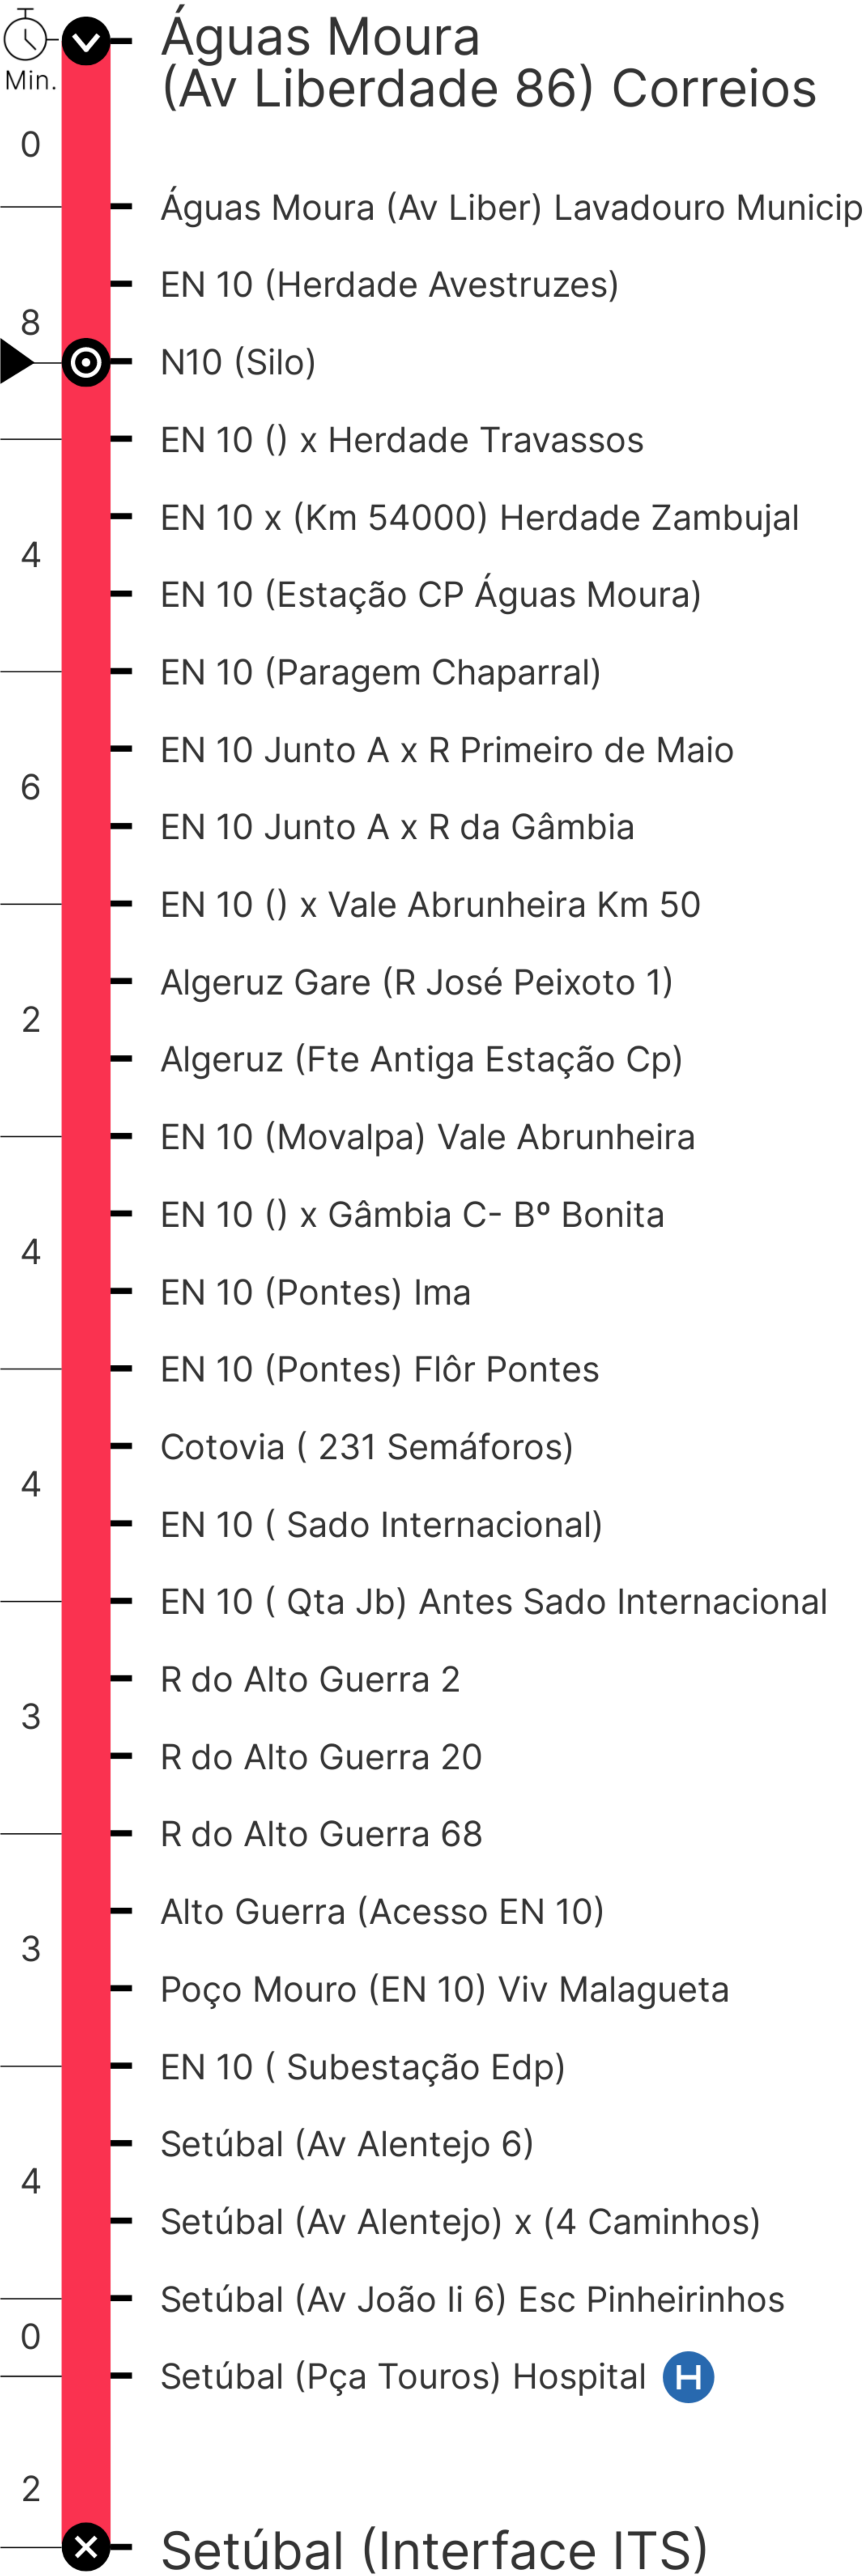 Águas Moura
(Av Liberdade 86) Correios
Min.
0
Águas Moura (Av Liber) Lavadouro Municip
EN 10 (Herdade Avestruzes)
8
N10 (Silo)
EN 10 () x Herdade Travassos
EN 10 x (Km 54000) Herdade Zambujal
4
EN 10 (Estação CP Águas Moura)
EN 10 (Paragem Chaparral)
EN 10 Junto A x R Primeiro de Maio
6
EN 10 Junto A x R da Gâmbia
EN 10 () x Vale Abrunheira Km 50
Algeruz Gare (R José Peixoto 1)
2
Algeruz (Fte Antiga Estação Cp)
EN 10 (Movalpa) Vale Abrunheira
EN 10 () x Gâmbia C- Bº Bonita
4
EN 10 (Pontes) Ima
EN 10 (Pontes) Flôr Pontes
Cotovia ( 231 Semáforos)
4
EN 10 ( Sado Internacional)
EN 10 ( Qta Jb) Antes Sado Internacional
R do Alto Guerra 2
3
R do Alto Guerra 20
R do Alto Guerra 68
Alto Guerra (Acesso EN 10)
3
Poço Mouro (EN 10) Viv Malagueta
EN 10 ( Subestação Edp)
Setúbal (Av Alentejo 6)
4
Setúbal (Av Alentejo) x (4 Caminhos)
Setúbal (Av João Ii 6) Esc Pinheirinhos
0
Setúbal (Pça Touros) Hospital H
2
Setúbal (Interface ITS)